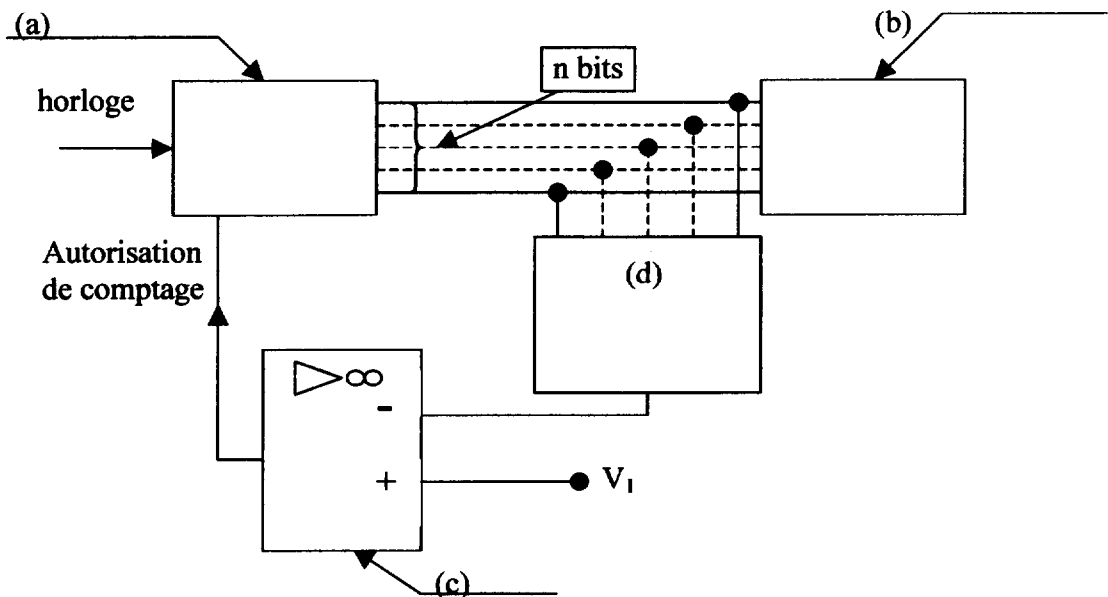 (a)
(b)
n bits
horloge
Autorisation
de comptage
(d)
▷∞
-
+
V₁
(c)